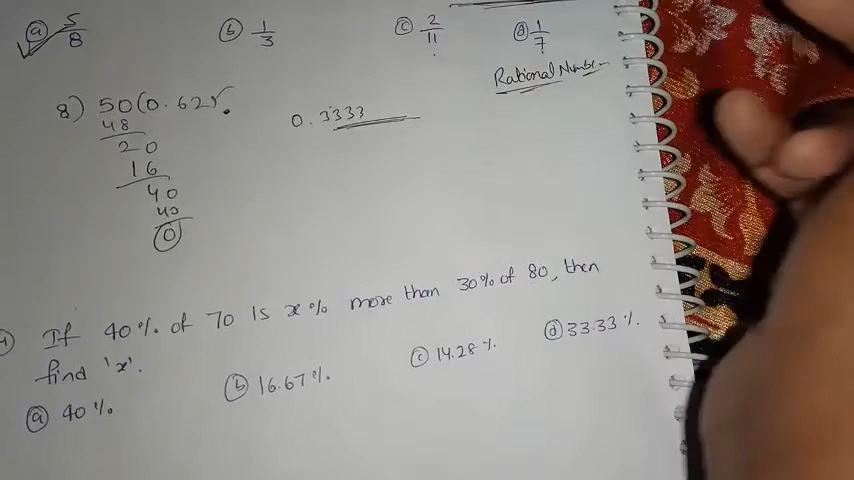 ⓐ 5/8 ⓑ 1/3 ⓒ 2/11 ⓓ 1/7
Rational Number
8) 50 (0.62
48
20
16
40
40
0
0.3333
If 40% of 70 is x% more than 30% of 80, then
find 'x'.
ⓐ 40% ⓑ 16.67% ⓒ 14.28% ⓓ 33.33%.